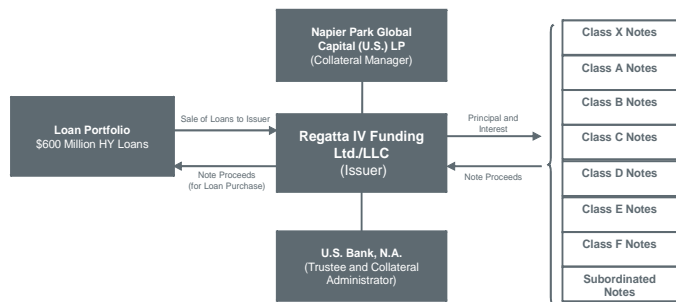 Napier Park Global
Capital (U.S.) LP
(Collateral Manager)
Loan Portfolio
$600 Million HY Loans
Sale of Loans to Issuer
Note Proceeds
(for Loan Purchase)
Regatta IV Funding
Ltd./LLC
(Issuer)
Principal and
Interest
Note Proceeds
U.S. Bank, N.A.
(Trustee and Collateral
Administrator)
Class X Notes
Class A Notes
Class B Notes
Class C Notes
Class D Notes
Class E Notes
Class F Notes
Subordinated
Notes